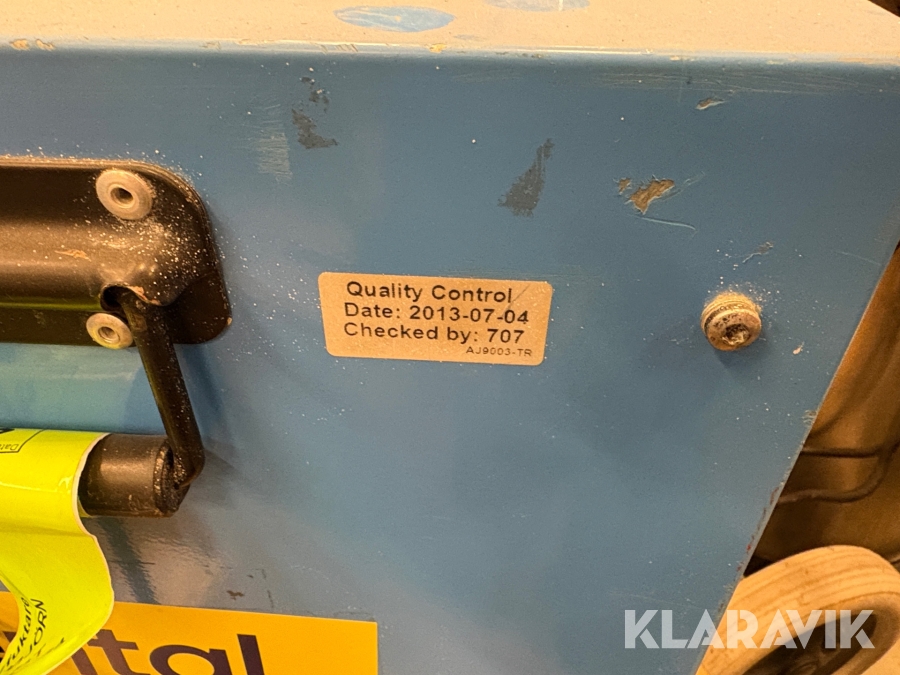 Quality Control
Date: 2013-07-04
Checked by: 707
AJ9003-TR
KLARAVIK